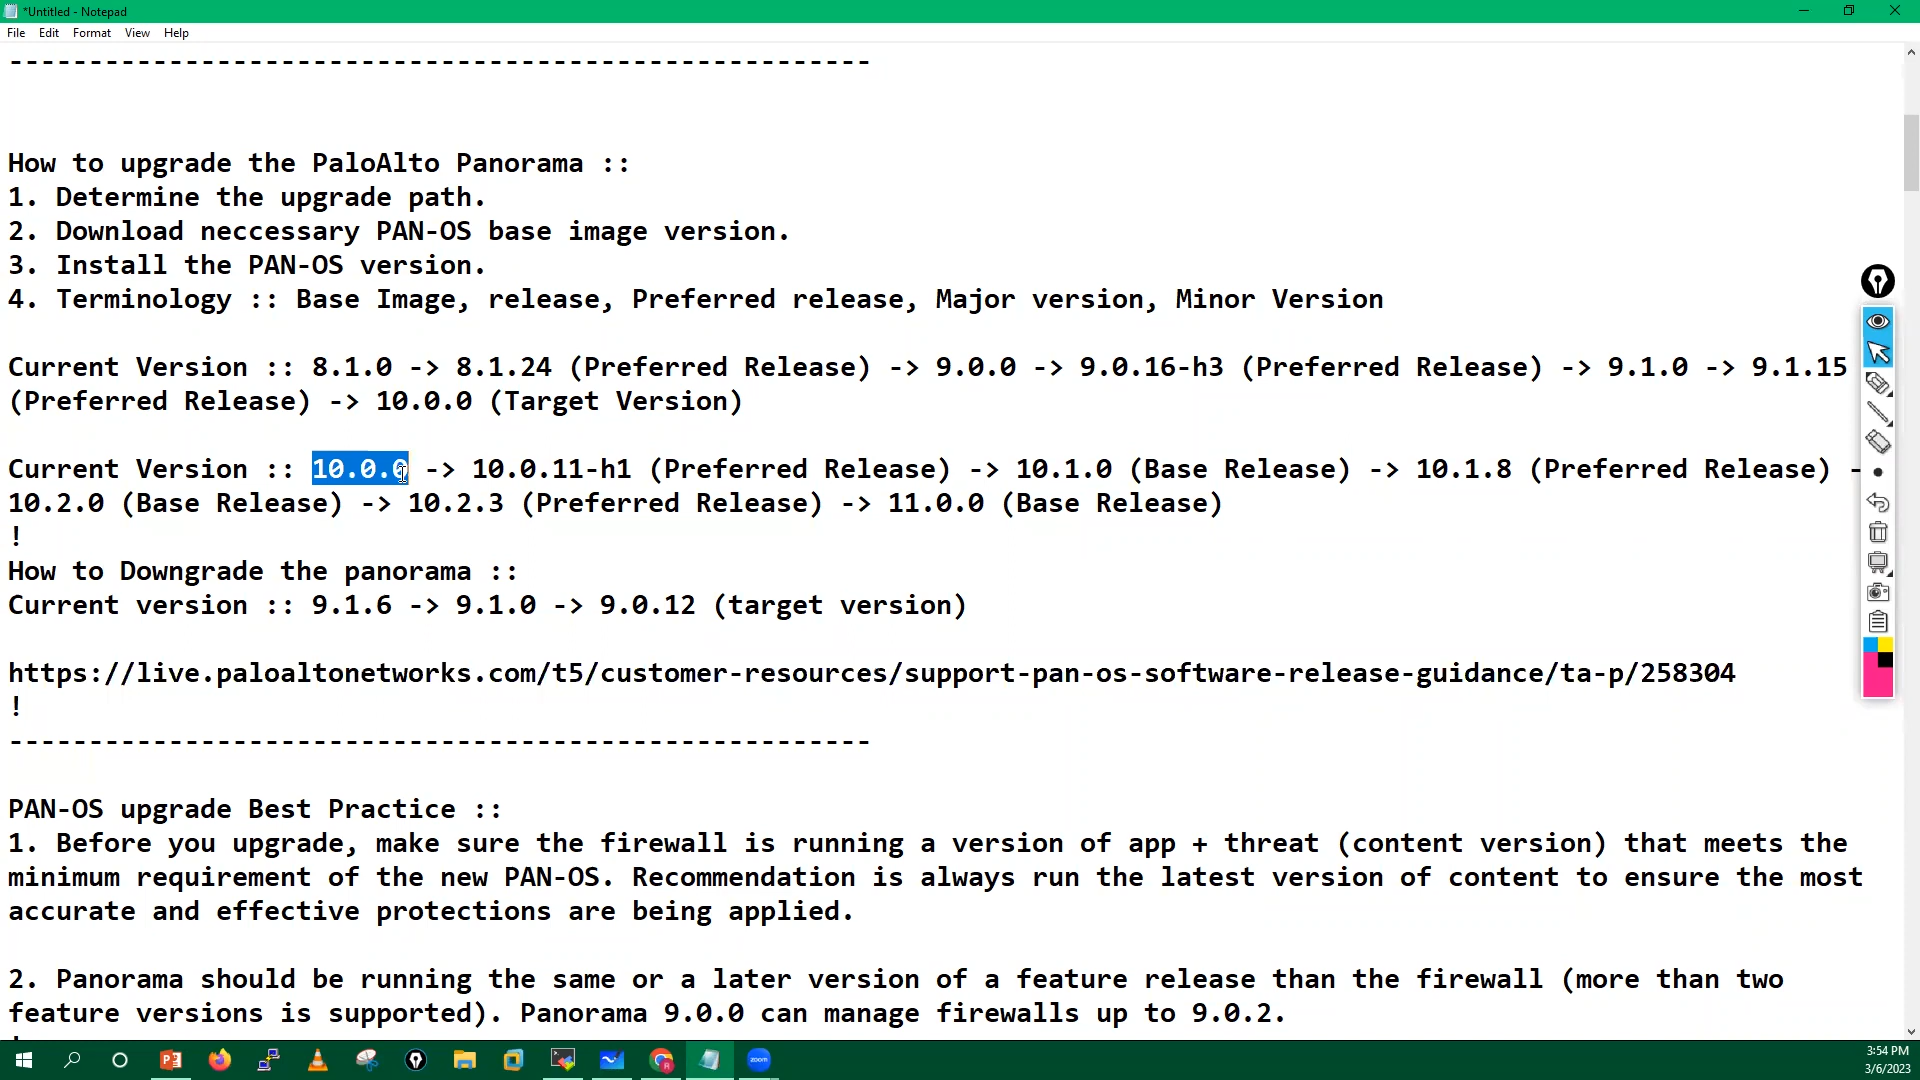 *Untitled - Notepad
File Edit Format View Help
------------------------------------------------------
How to upgrade the PaloAlto Panorama ::
1. Determine the upgrade path.
2. Download neccessary PAN-OS base image version.
3. Install the PAN-OS version.
4. Terminology :: Base Image, release, Preferred release, Major version, Minor Version
Current Version :: 8.1.0 -> 8.1.24 (Preferred Release) -> 9.0.0 -> 9.0.16-h3 (Preferred Release) -> 9.1.0 -> 9.1.15
(Preferred Release) -> 10.0.0 (Target Version)
Current Version :: 10.0.0 -> 10.0.11-h1 (Preferred Release) -> 10.1.0 (Base Release) -> 10.1.8 (Preferred Release) -
10.2.0 (Base Release) -> 10.2.3 (Preferred Release) -> 11.0.0 (Base Release)
!
How to Downgrade the panorama ::
Current version :: 9.1.6 -> 9.1.0 -> 9.0.12 (target version)
https://live.paloaltonetworks.com/t5/customer-resources/support-pan-os-software-release-guidance/ta-p/258304
!
------------------------------------------------------
PAN-OS upgrade Best Practice ::
1. Before you upgrade, make sure the firewall is running a version of app + threat (content version) that meets the
minimum requirement of the new PAN-OS. Recommendation is always run the latest version of content to ensure the most
accurate and effective protections are being applied.
2. Panorama should be running the same or a later version of a feature release than the firewall (more than two
feature versions is supported). Panorama 9.0.0 can manage firewalls up to 9.0.2.
zoom
3:54 PM
3/6/2023